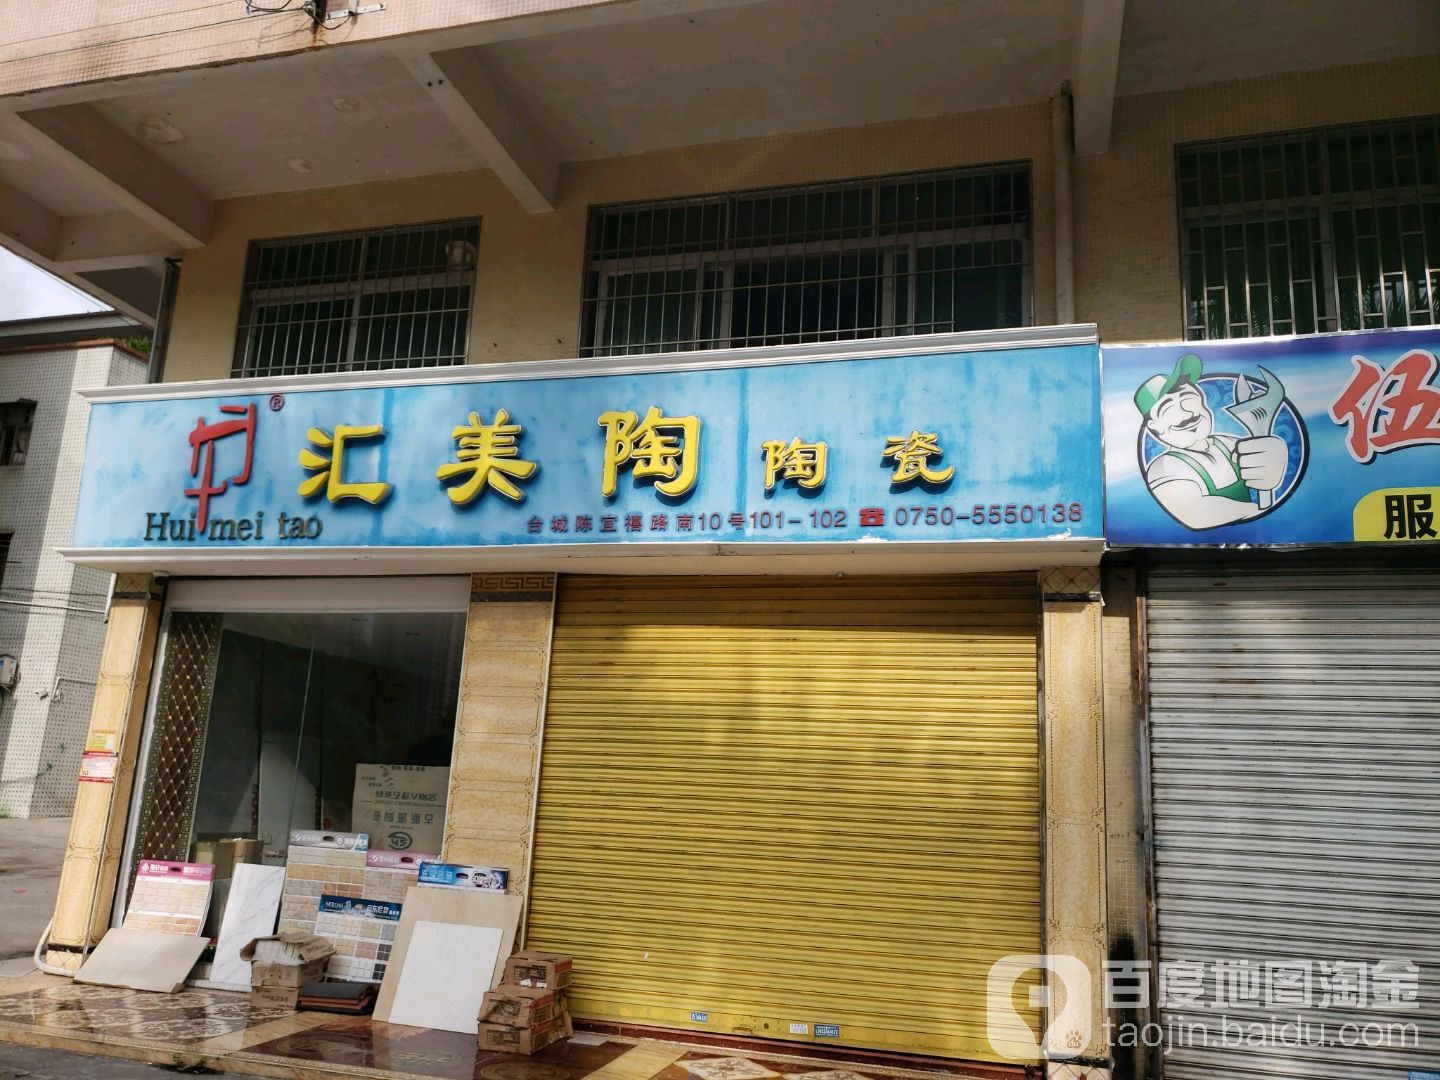 汇美陶陶瓷
®
Hui mei tao
台城陈宜禧路南10号101-102 ☎ 0750-5550138
伍
服
百度地图淘金
taojin.baidu.com